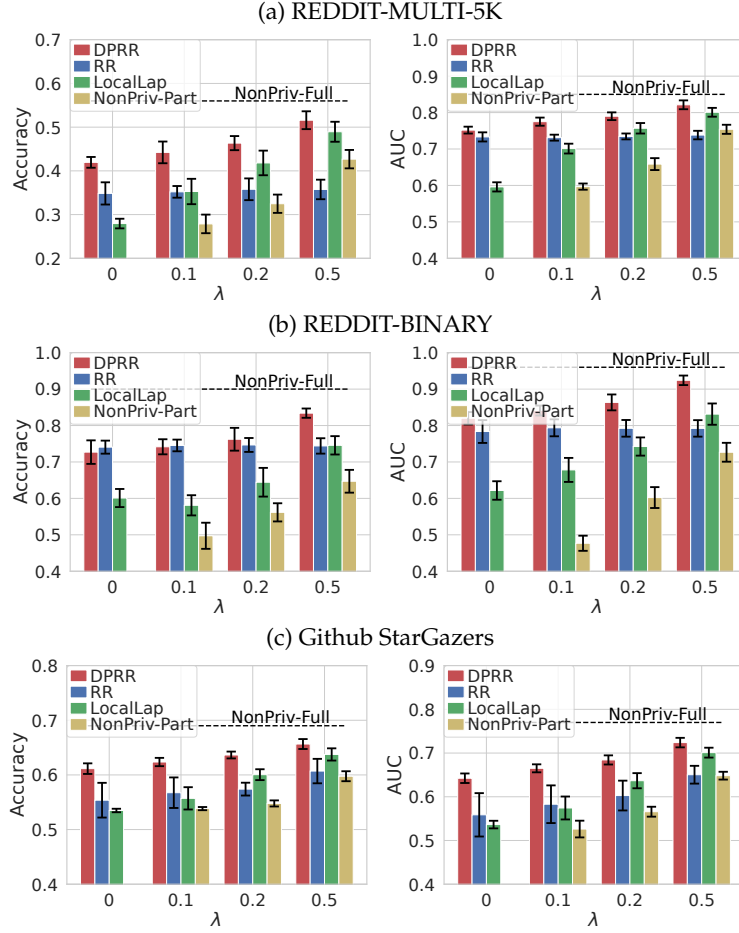 (a) REDDIT-MULTI-5K
0.7
0.6
0.5
0.4
0.3
0.2
Accuracy
DPRR
RR
LocalLap
NonPriv-Part
NonPriv-Full
0 0.1 0.2 0.5
λ
1.0
0.9
0.8
0.7
0.6
0.5
0.4
AUC
DPRR
RR
LocalLap
NonPriv-Part
NonPriv-Full
0 0.1 0.2 0.5
λ
(b) REDDIT-BINARY
1.0
0.9
0.8
0.7
0.6
0.5
0.4
Accuracy
DPRR
RR
LocalLap
NonPriv-Part
NonPriv-Full
0 0.1 0.2 0.5
λ
1.0
0.9
0.8
0.7
0.6
0.5
0.4
AUC
DPRR
RR
LocalLap
NonPriv-Part
NonPriv-Full
0 0.1 0.2 0.5
λ
(c) Github StarGazers
0.8
0.7
0.6
0.5
0.4
Accuracy
DPRR
RR
LocalLap
NonPriv-Part
NonPriv-Full
0 0.1 0.2 0.5
λ
0.9
0.8
0.7
0.6
0.5
0.4
AUC
DPRR
RR
LocalLap
NonPriv-Part
NonPriv-Full
0 0.1 0.2 0.5
λ